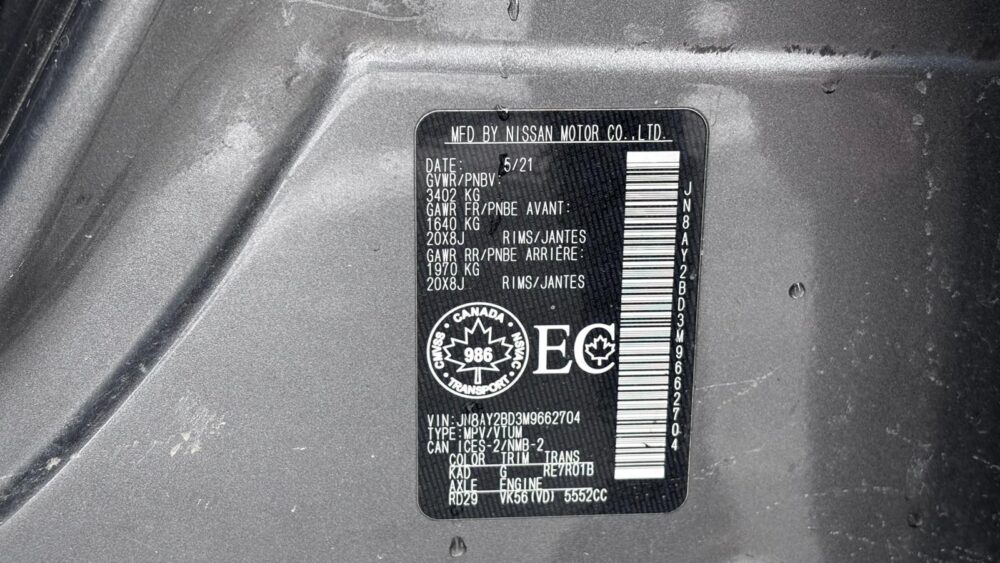 MFD BY NISSAN MOTOR CO.,LTD.
DATE: 5/21
GVWR/PNBV:
3402 KG
GAWR FR/PNBE AVANT:
1640 KG
20X8J RIMS/JANTES
GAWR RR/PNBE ARRIÈRE:
1970 KG
20X8J RIMS/JANTES
CANADA
CMVSS
986
NSVAC
TRANSPORT
EC
VIN:JN8AY2BD3M9662704
TYPE:MPV/VTUM
CAN ICES-2/NMB-2
COLOR TRIM TRANS
KAD G RE7R01B
AXLE ENGINE
RD29 VK56(VD) 5552CC
JN8AY2BD3M9662704